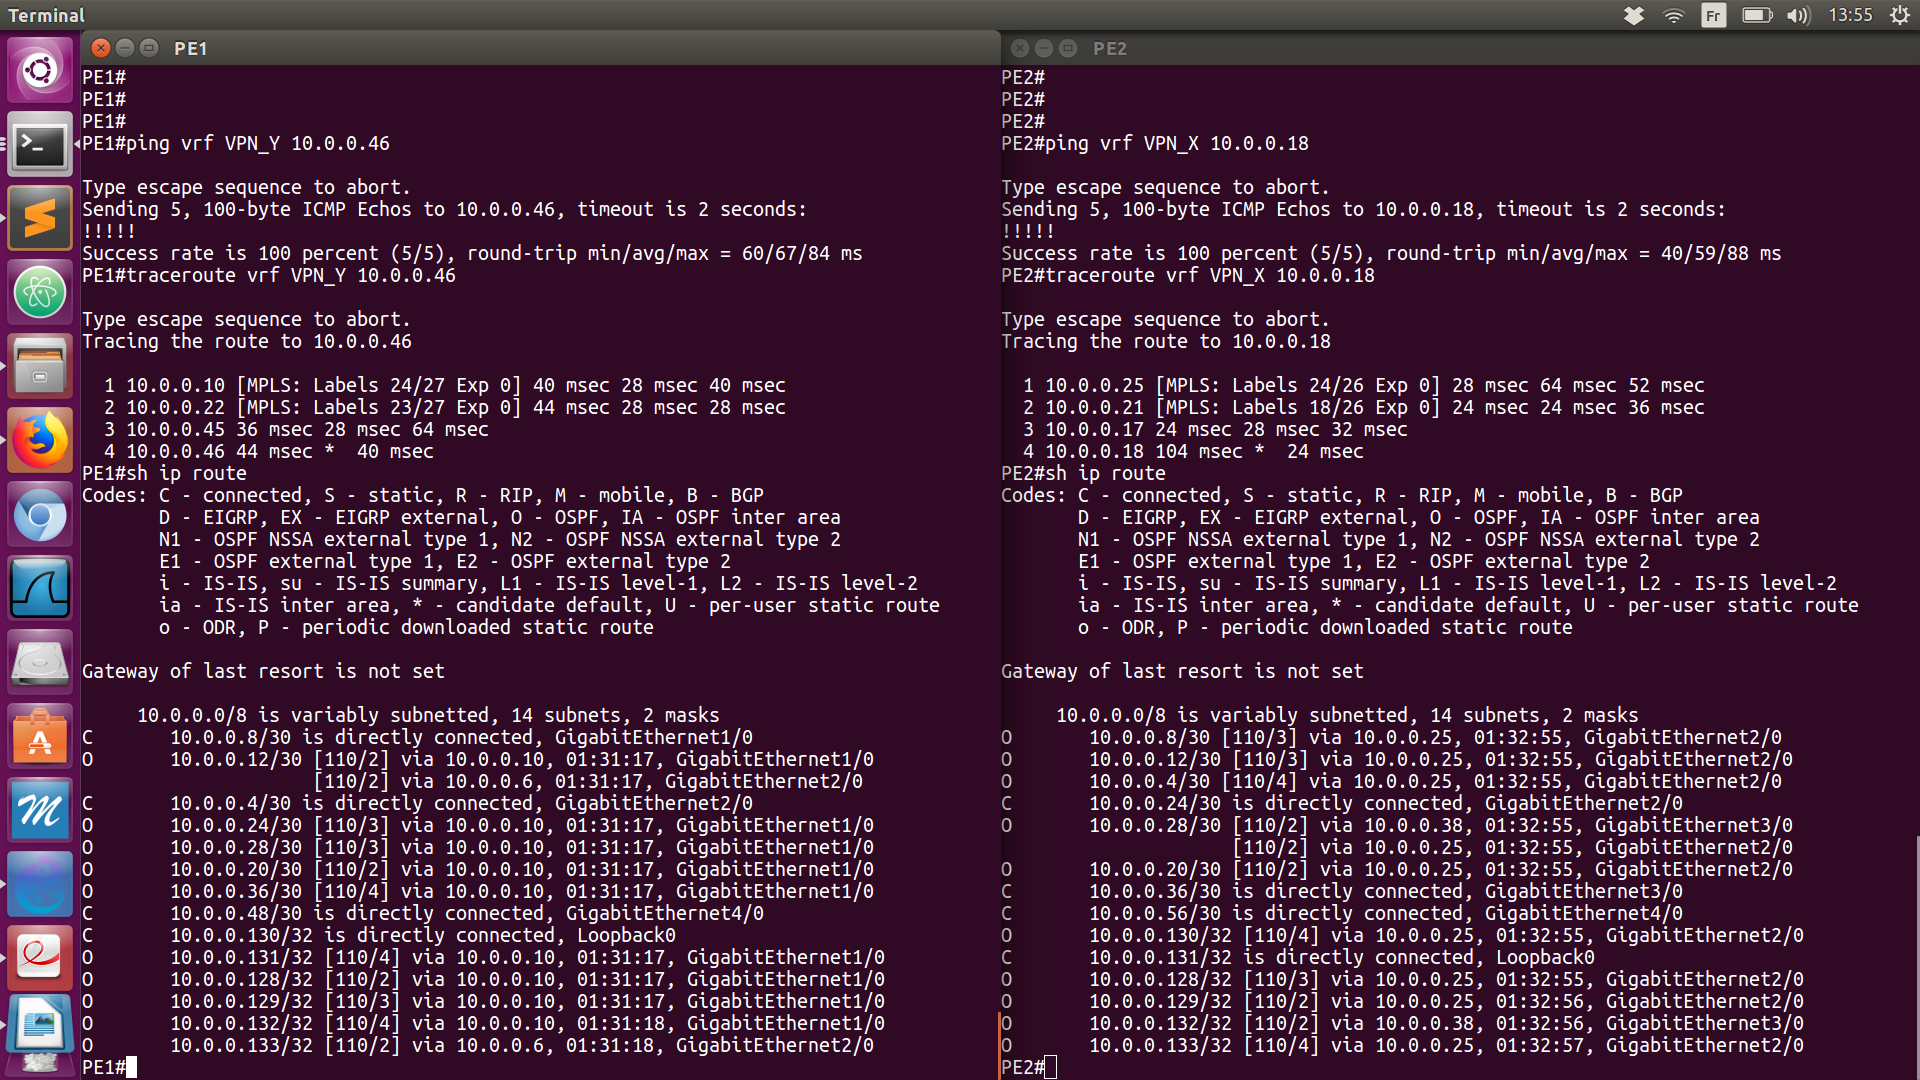 Terminal
Fr
13:55
PE1
PE1#
PE1#
PE1#
PE1#ping vrf VPN_Y 10.0.0.46
Type escape sequence to abort.
Sending 5, 100-byte ICMP Echos to 10.0.0.46, timeout is 2 seconds:
!!!!!
Success rate is 100 percent (5/5), round-trip min/avg/max = 60/67/84 ms
PE1#traceroute vrf VPN_Y 10.0.0.46
Type escape sequence to abort.
Tracing the route to 10.0.0.46
1 10.0.0.10 [MPLS: Labels 24/27 Exp 0] 40 msec 28 msec 40 msec
2 10.0.0.22 [MPLS: Labels 23/27 Exp 0] 44 msec 28 msec 28 msec
3 10.0.0.45 36 msec 28 msec 64 msec
4 10.0.0.46 44 msec *  40 msec
PE1#sh ip route
Codes: C - connected, S - static, R - RIP, M - mobile, B - BGP
D - EIGRP, EX - EIGRP external, O - OSPF, IA - OSPF inter area
N1 - OSPF NSSA external type 1, N2 - OSPF NSSA external type 2
E1 - OSPF external type 1, E2 - OSPF external type 2
i - IS-IS, su - IS-IS summary, L1 - IS-IS level-1, L2 - IS-IS level-2
ia - IS-IS inter area, * - candidate default, U - per-user static route
o - ODR, P - periodic downloaded static route
Gateway of last resort is not set
10.0.0.0/8 is variably subnetted, 14 subnets, 2 masks
C 10.0.0.8/30 is directly connected, GigabitEthernet1/0
O 10.0.0.12/30 [110/2] via 10.0.0.10, 01:31:17, GigabitEthernet1/0
[110/2] via 10.0.0.6, 01:31:17, GigabitEthernet2/0
C 10.0.0.4/30 is directly connected, GigabitEthernet2/0
O 10.0.0.24/30 [110/3] via 10.0.0.10, 01:31:17, GigabitEthernet1/0
O 10.0.0.28/30 [110/3] via 10.0.0.10, 01:31:17, GigabitEthernet1/0
O 10.0.0.20/30 [110/2] via 10.0.0.10, 01:31:17, GigabitEthernet1/0
O 10.0.0.36/30 [110/4] via 10.0.0.10, 01:31:17, GigabitEthernet1/0
C 10.0.0.48/30 is directly connected, GigabitEthernet4/0
C 10.0.0.130/32 is directly connected, Loopback0
O 10.0.0.131/32 [110/4] via 10.0.0.10, 01:31:17, GigabitEthernet1/0
O 10.0.0.128/32 [110/2] via 10.0.0.10, 01:31:17, GigabitEthernet1/0
O 10.0.0.129/32 [110/3] via 10.0.0.10, 01:31:17, GigabitEthernet1/0
O 10.0.0.132/32 [110/4] via 10.0.0.10, 01:31:18, GigabitEthernet1/0
O 10.0.0.133/32 [110/2] via 10.0.0.6, 01:31:18, GigabitEthernet2/0
PE1#
PE2
PE2#
PE2#
PE2#
PE2#ping vrf VPN_X 10.0.0.18
Type escape sequence to abort.
Sending 5, 100-byte ICMP Echos to 10.0.0.18, timeout is 2 seconds:
!!!!!
Success rate is 100 percent (5/5), round-trip min/avg/max = 40/59/88 ms
PE2#traceroute vrf VPN_X 10.0.0.18
Type escape sequence to abort.
Tracing the route to 10.0.0.18
1 10.0.0.25 [MPLS: Labels 24/26 Exp 0] 28 msec 64 msec 52 msec
2 10.0.0.21 [MPLS: Labels 18/26 Exp 0] 24 msec 24 msec 36 msec
3 10.0.0.17 24 msec 28 msec 32 msec
4 10.0.0.18 104 msec *  24 msec
PE2#sh ip route
Codes: C - connected, S - static, R - RIP, M - mobile, B - BGP
D - EIGRP, EX - EIGRP external, O - OSPF, IA - OSPF inter area
N1 - OSPF NSSA external type 1, N2 - OSPF NSSA external type 2
E1 - OSPF external type 1, E2 - OSPF external type 2
i - IS-IS, su - IS-IS summary, L1 - IS-IS level-1, L2 - IS-IS level-2
ia - IS-IS inter area, * - candidate default, U - per-user static route
o - ODR, P - periodic downloaded static route
Gateway of last resort is not set
10.0.0.0/8 is variably subnetted, 14 subnets, 2 masks
O 10.0.0.8/30 [110/3] via 10.0.0.25, 01:32:55, GigabitEthernet2/0
O 10.0.0.12/30 [110/3] via 10.0.0.25, 01:32:55, GigabitEthernet2/0
O 10.0.0.4/30 [110/4] via 10.0.0.25, 01:32:55, GigabitEthernet2/0
C 10.0.0.24/30 is directly connected, GigabitEthernet2/0
O 10.0.0.28/30 [110/2] via 10.0.0.38, 01:32:55, GigabitEthernet3/0
[110/2] via 10.0.0.25, 01:32:55, GigabitEthernet2/0
O 10.0.0.20/30 [110/2] via 10.0.0.25, 01:32:55, GigabitEthernet2/0
C 10.0.0.36/30 is directly connected, GigabitEthernet3/0
C 10.0.0.56/30 is directly connected, GigabitEthernet4/0
O 10.0.0.130/32 [110/4] via 10.0.0.25, 01:32:55, GigabitEthernet2/0
C 10.0.0.131/32 is directly connected, Loopback0
O 10.0.0.128/32 [110/3] via 10.0.0.25, 01:32:55, GigabitEthernet2/0
O 10.0.0.129/32 [110/2] via 10.0.0.25, 01:32:56, GigabitEthernet2/0
O 10.0.0.132/32 [110/2] via 10.0.0.38, 01:32:56, GigabitEthernet3/0
O 10.0.0.133/32 [110/4] via 10.0.0.25, 01:32:57, GigabitEthernet2/0
PE2#